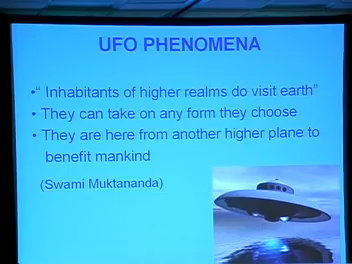 UFO PHENOMENA
•“ Inhabitants of higher realms do visit earth”
• They can take on any form they choose
• They are here from another higher plane to
benefit mankind
(Swami Muktananda)